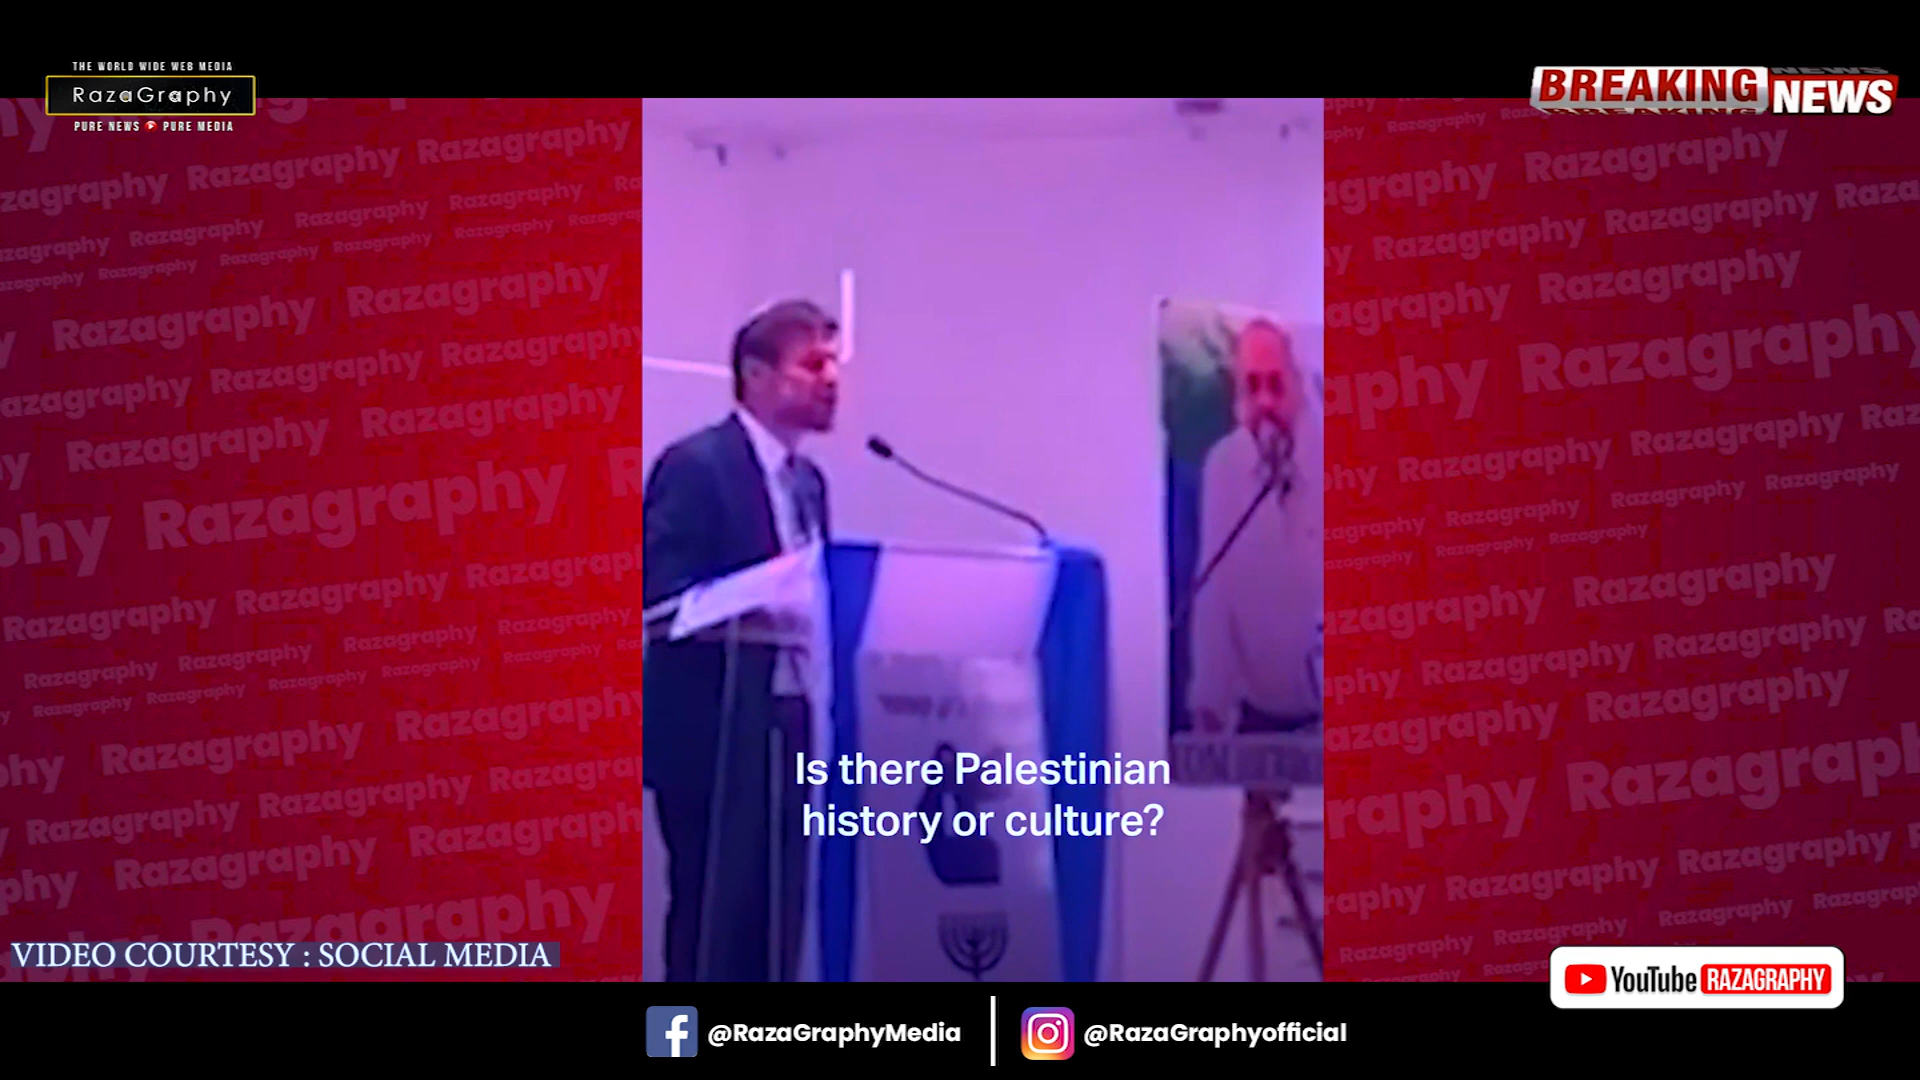 THE WORLD WIDE WEB MEDIA
RazaGraphy
PURE NEWS PURE MEDIA
BREAKING NEWS
Is there Palestinian
history or culture?
VIDEO COURTESY : SOCIAL MEDIA
YouTube RAZAGRAPHY
@RazaGraphyMedia
@RazaGraphyofficial
Razagraphy